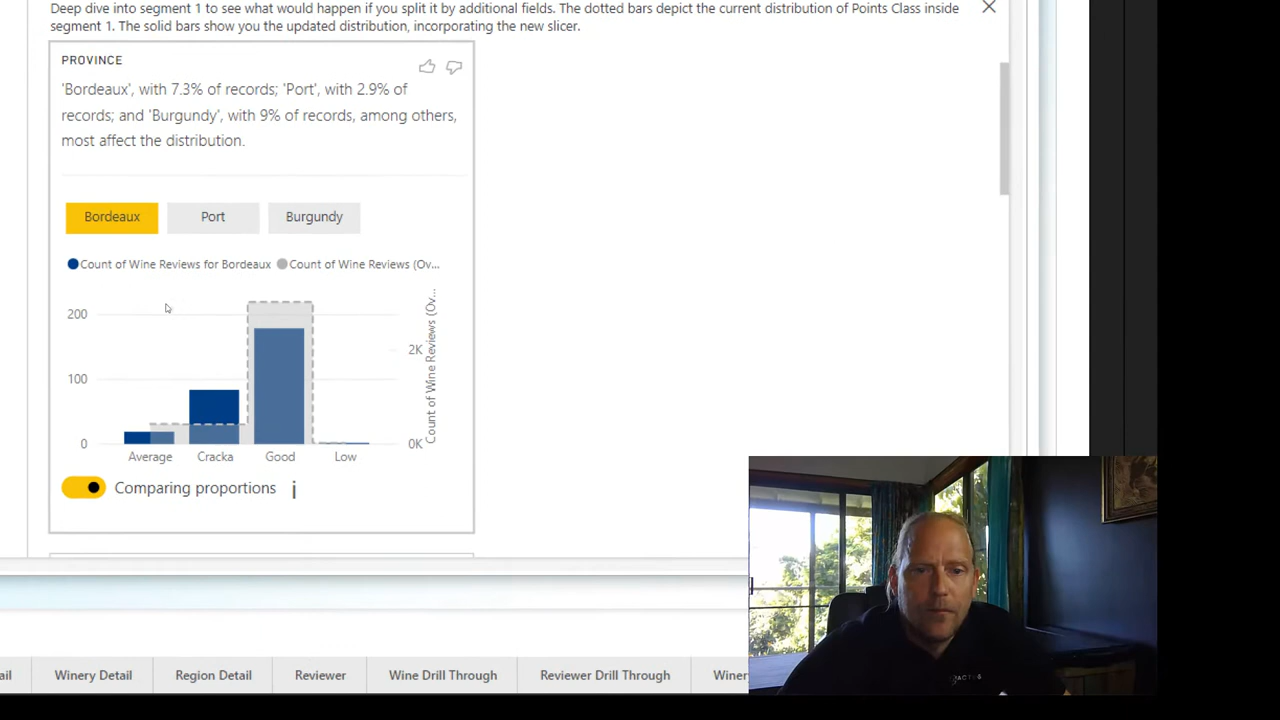 Deep dive into segment 1 to see what would happen if you split it by additional fields. The dotted bars depict the current distribution of Points Class inside
segment 1. The solid bars show you the updated distribution, incorporating the new slicer.
PROVINCE
'Bordeaux', with 7.3% of records; 'Port', with 2.9% of
records; and 'Burgundy', with 9% of records, among others,
most affect the distribution.
Bordeaux
Port
Burgundy
Count of Wine Reviews for Bordeaux
Count of Wine Reviews (Ov...
200
100
0
2K
0K
Count of Wine Reviews (Ov...
Average
Cracka
Good
Low
Comparing proportions
ail
Winery Detail
Region Detail
Reviewer
Wine Drill Through
Reviewer Drill Through
Winer